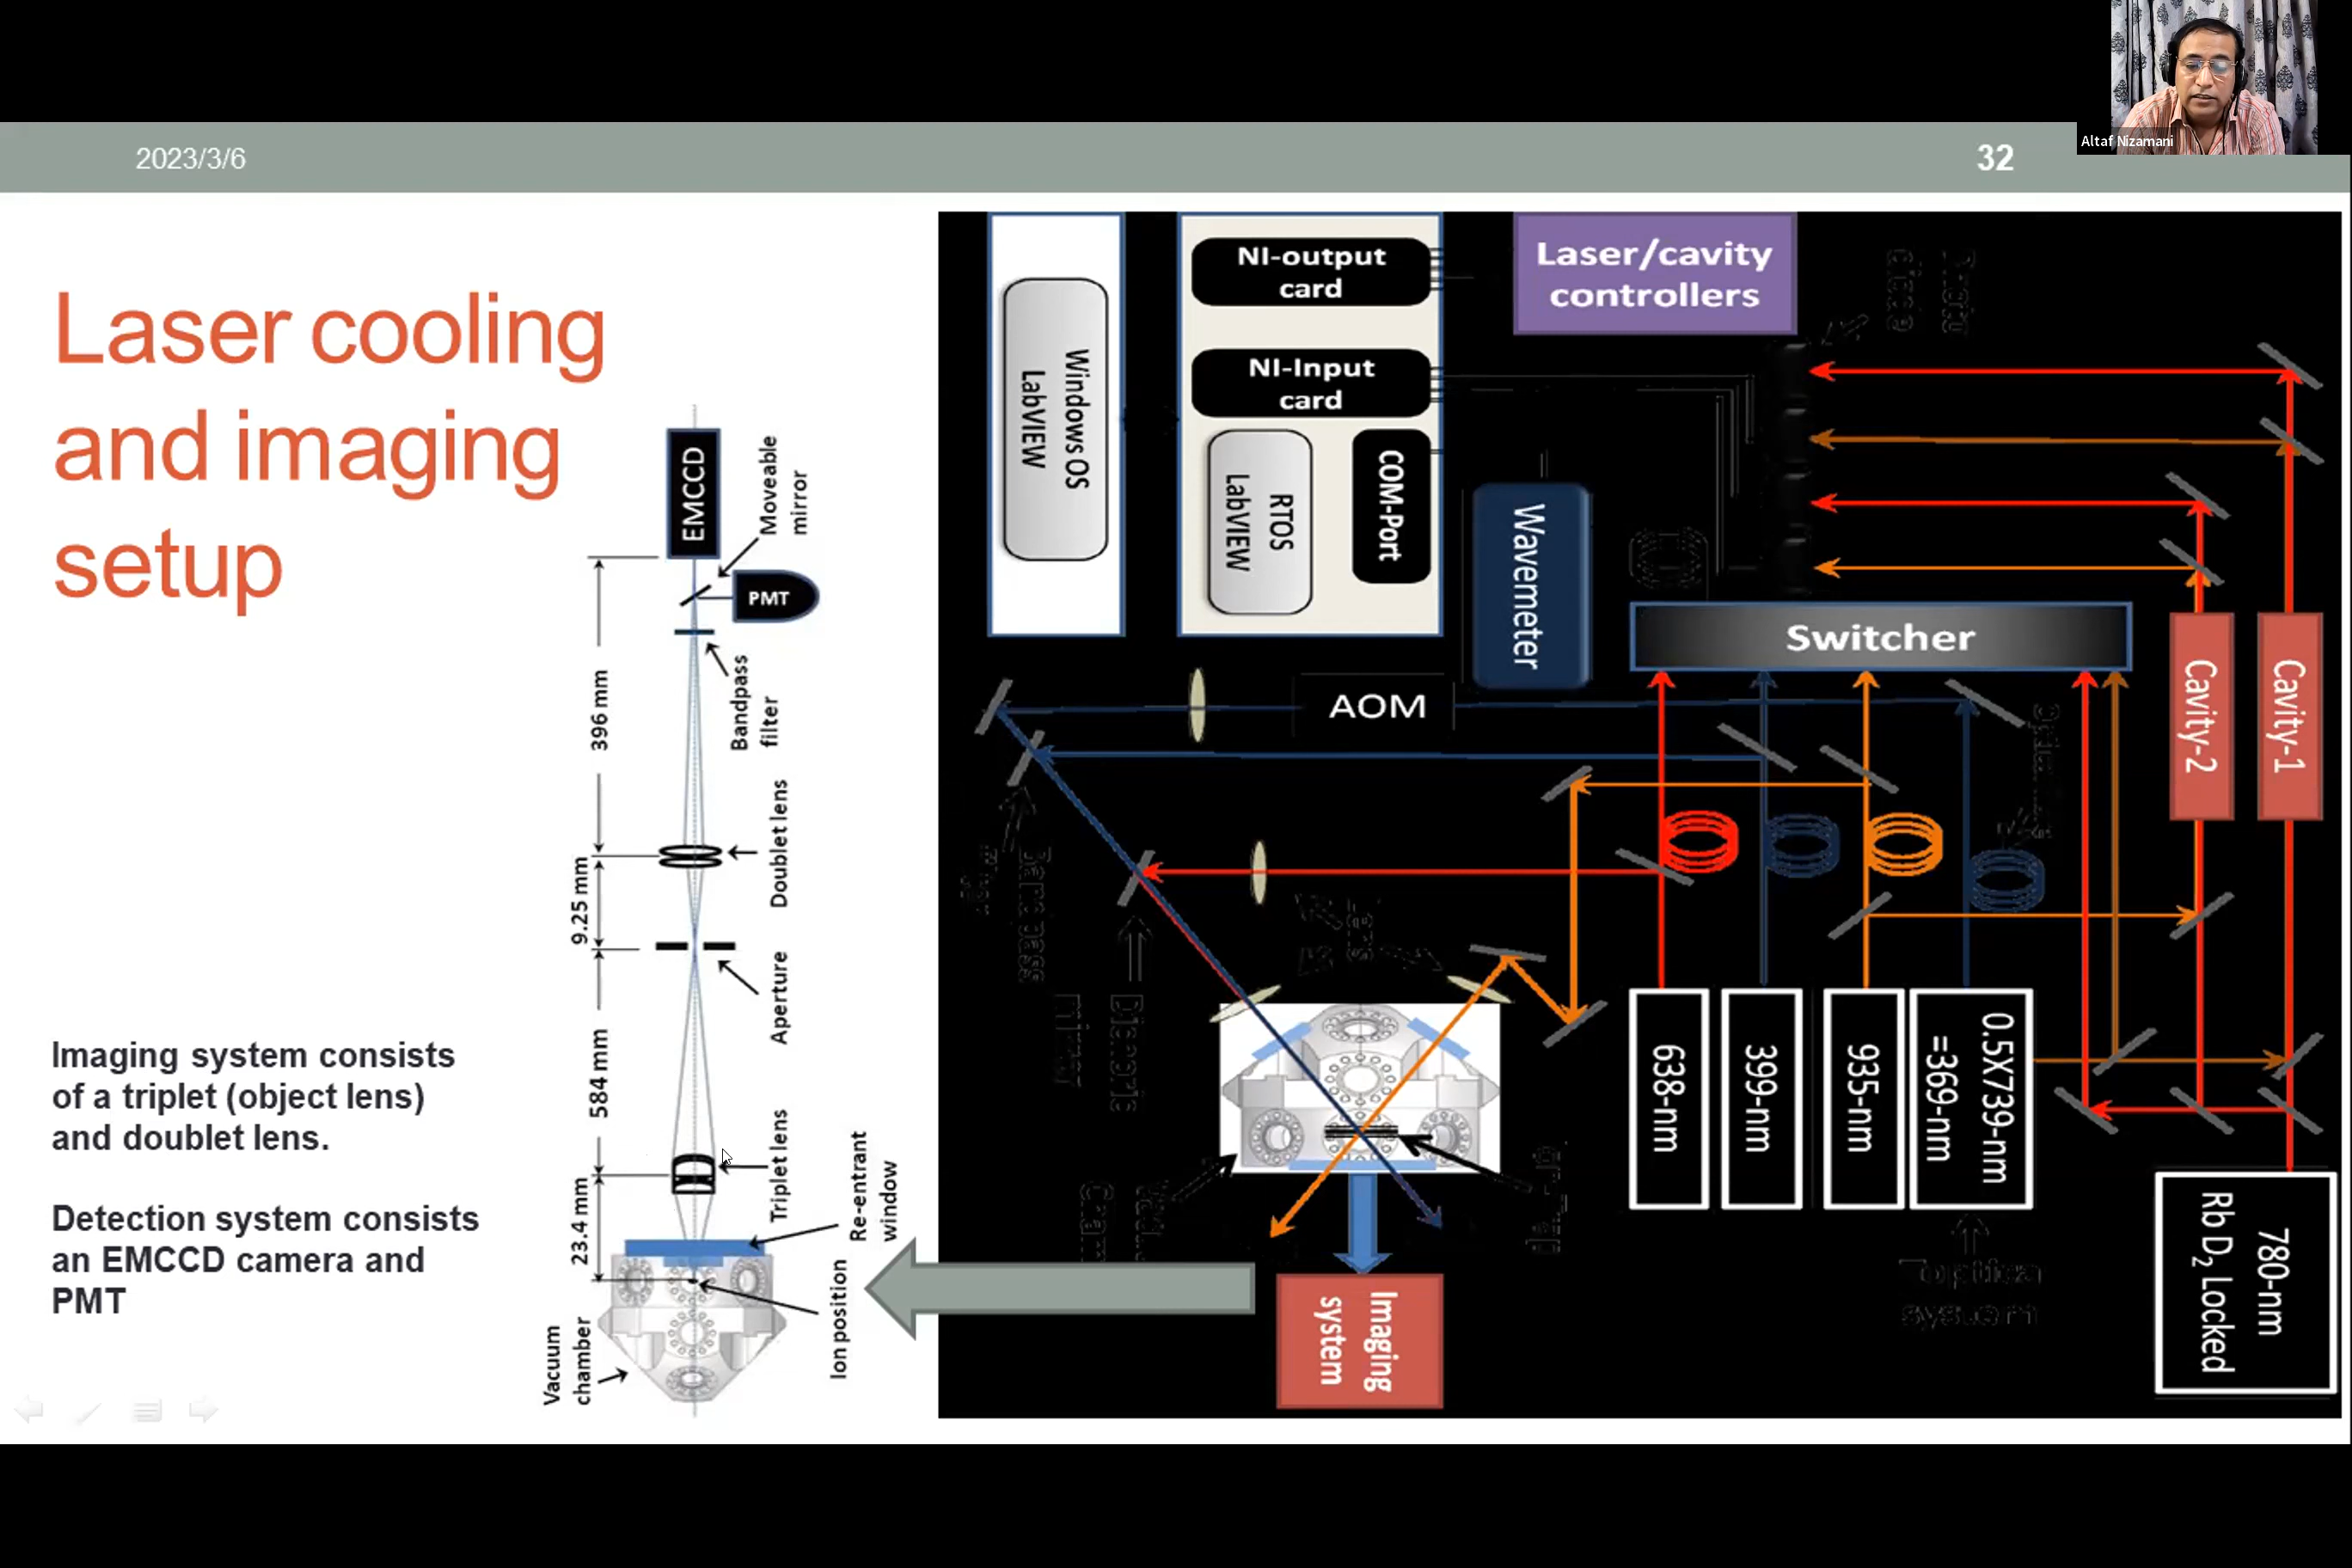 Altaf Nizamani
2023/3/6
32
Laser cooling
and imaging
setup
Imaging system consists
of a triplet (object lens)
and doublet lens.
Detection system consists
an EMCCD camera and
PMT
EMCCD
Moveable
mirror
PMT
Bandpass
filter
396 mm
Doublet lens
9.25 mm
Aperture
584 mm
Triplet lens
Re-entrant
window
23.4 mm
Ion position
Vacuum
chamber
Windows OS
LabVIEW
NI-output
card
NI-Input
card
RTOS
LabVIEW
COM-Port
Laser/cavity
controllers
Wavemeter
Switcher
AOM
Cavity-2
Cavity-1
638-nm
399-nm
935-nm
0.5X739-nm
=369-nm
780-nm
Rb D2 Locked
Imaging
system
Toptica
system